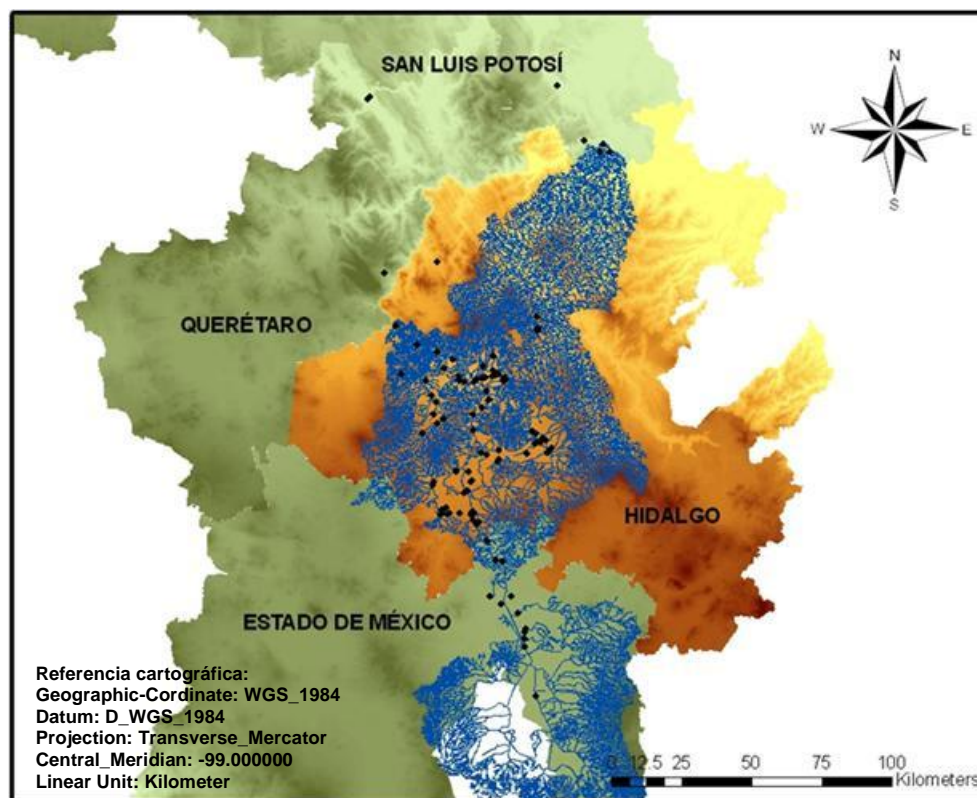 SAN LUIS POTOSÍ
N
W
E
S
QUERÉTARO
HIDALGO
ESTADO DE MÉXICO
Referencia cartográfica:
Geographic-Cordinate: WGS_1984
Datum: D_WGS_1984
Projection: Transverse_Mercator
Central_Meridian: -99.000000
Linear Unit: Kilometer
0 12.5 25 50 75 100
Kilometers